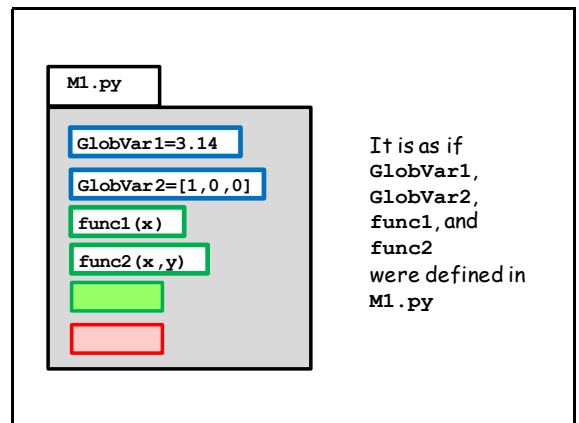 M1.py
GlobVar1=3.14
GlobVar2=[1,0,0]
func1(x)
func2(x,y)
It is as if
GlobVar1,
GlobVar2,
func1, and
func2
were defined in
M1.py